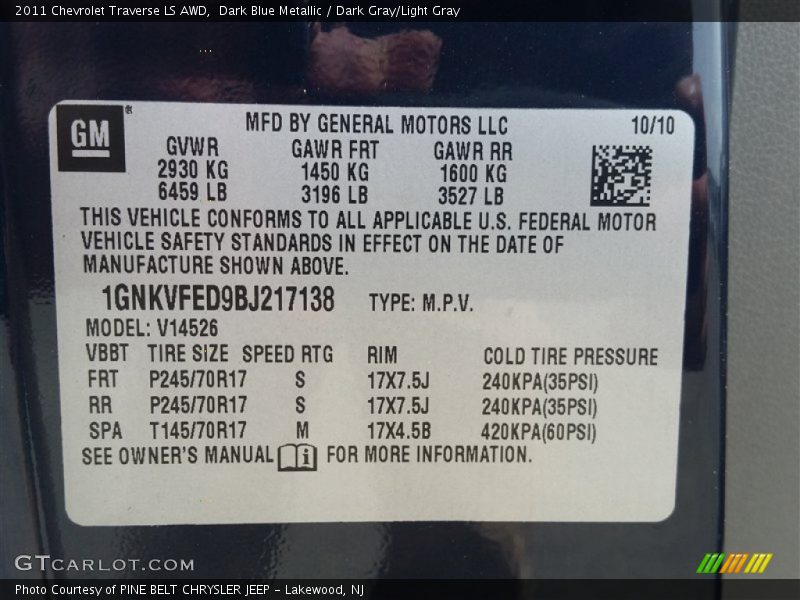 2011 Chevrolet Traverse LS AWD,  Dark Blue Metallic / Dark Gray/Light Gray
GM®
MFD BY GENERAL MOTORS LLC 10/10
GVWR GAWR FRT GAWR RR
2930 KG 1450 KG 1600 KG
6459 LB 3196 LB 3527 LB
THIS VEHICLE CONFORMS TO ALL APPLICABLE U.S. FEDERAL MOTOR
VEHICLE SAFETY STANDARDS IN EFFECT ON THE DATE OF
MANUFACTURE SHOWN ABOVE.
1GNKVFED9BJ217138 TYPE: M.P.V.
MODEL: V14526
VBBT TIRE SIZE SPEED RTG RIM COLD TIRE PRESSURE
FRT P245/70R17 S 17X7.5J 240KPA(35PSI)
RR P245/70R17 S 17X7.5J 240KPA(35PSI)
SPA T145/70R17 M 17X4.5B 420KPA(60PSI)
SEE OWNER'S MANUAL i FOR MORE INFORMATION.
GTCARLOT.COM
Photo Courtesy of PINE BELT CHRYSLER JEEP - Lakewood, NJ